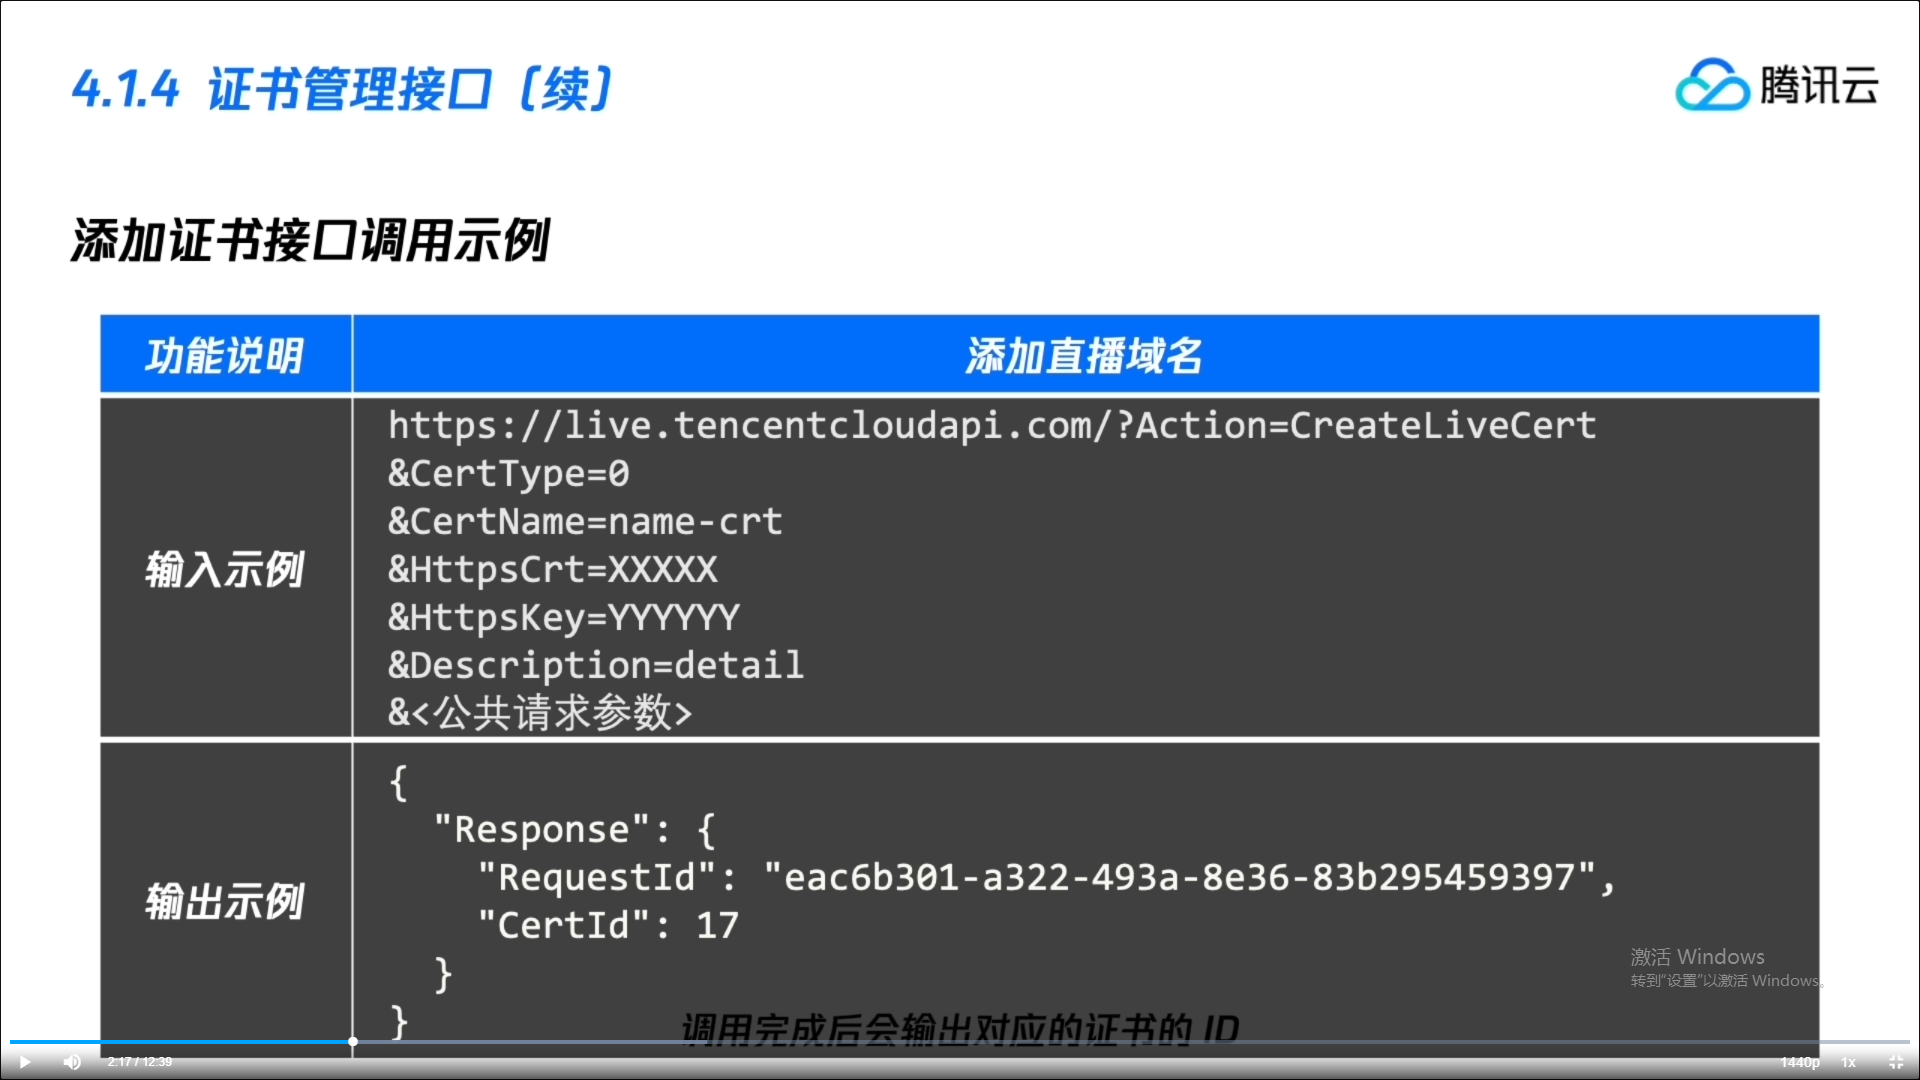 4.1.4 证书管理接口（续）
腾讯云
添加证书接口调用示例
功能说明
添加直播域名
输入示例
https://live.tencentcloudapi.com/?Action=CreateLiveCert
&CertType=0
&CertName=name-crt
&HttpsCrt=XXXXX
&HttpsKey=YYYYYY
&Description=detail
&<公共请求参数>
输出示例
{
"Response": {
"RequestId": "eac6b301-a322-493a-8e36-83b295459397",
"CertId": 17
}
}
激活 Windows
转到“设置”以激活 Windows。
调用完成后会输出对应的证书的 ID
2:17 / 12:39
1440p
1x